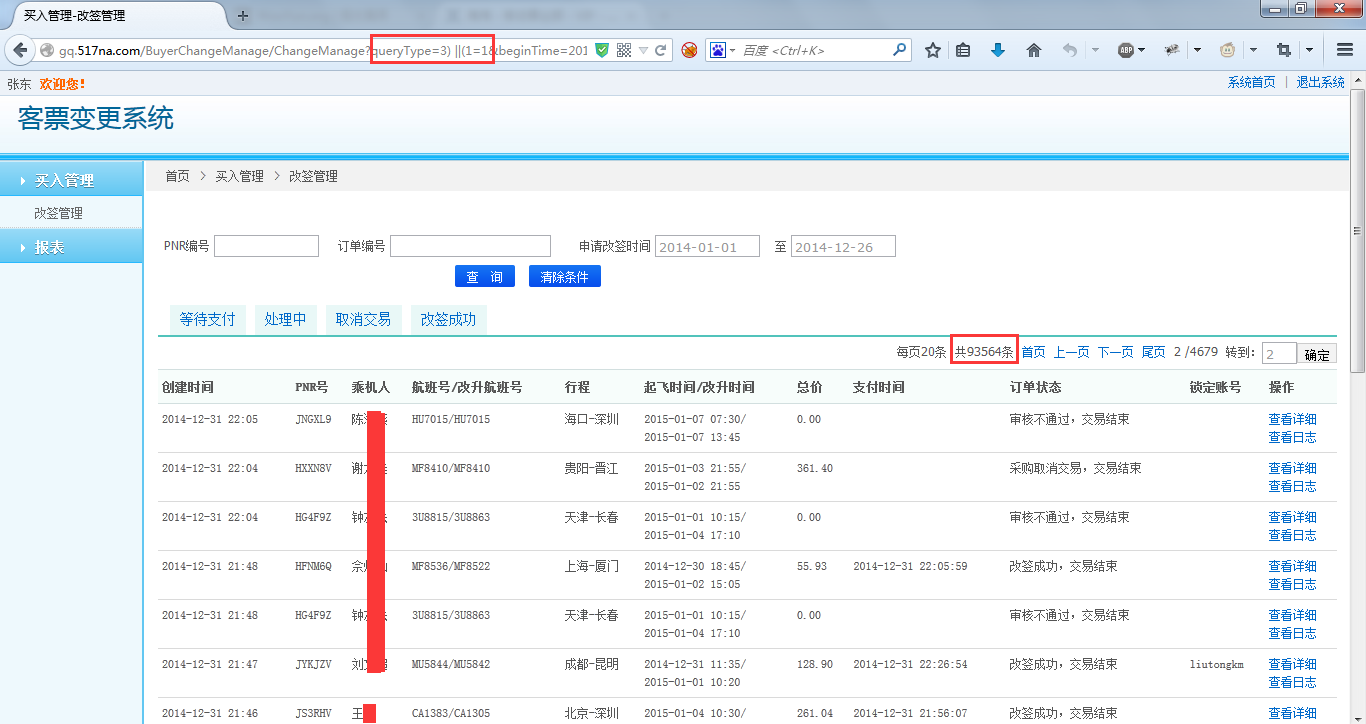 买入管理-改签管理
gq.517na.com/BuyerChangeManage/ChangeManage?queryType=3) ||(1=1&beginTime=201
百度 <Ctrl+K>
ABP
张东 欢迎您!
系统首页 | 退出系统
客票变更系统
买入管理
改签管理
报表
首页 > 买入管理 > 改签管理
PNR编号 订单编号 申请改签时间 2014-01-01 至 2014-12-26
查 询 清除条件
等待支付 处理中 取消交易 改签成功
每页20条 共93564条 首页 上一页 下一页 尾页 2 /4679 转到: 2 确定
创建时间 PNR号 乘机人 航班号/改升航班号 行程 起飞时间/改升时间 总价 支付时间 订单状态 锁定账号 操作
2014-12-31 22:05 JNGXL9 陈 HU7015/HU7015 海口-深圳 2015-01-07 07:30/ 0.00 审核不通过，交易结束 查看详细
2015-01-07 13:45 查看日志
2014-12-31 22:04 HXXN8V 谢 MF8410/MF8410 贵阳-晋江 2015-01-03 21:55/ 361.40 采购取消交易，交易结束 查看详细
2015-01-02 21:55 查看日志
2014-12-31 22:04 HG4F9Z 钟 3U8815/3U8863 天津-长春 2015-01-01 10:15/ 0.00 审核不通过，交易结束 查看详细
2015-01-04 17:10 查看日志
2014-12-31 21:48 HFNM6Q 佘 MF8536/MF8522 上海-厦门 2014-12-30 18:45/ 55.93 2014-12-31 22:05:59 改签成功，交易结束 查看详细
2015-01-02 15:05 查看日志
2014-12-31 21:48 HG4F9Z 钟 3U8815/3U8863 天津-长春 2015-01-01 10:15/ 0.00 审核不通过，交易结束 查看详细
2015-01-04 17:10 查看日志
2014-12-31 21:47 JYKJZV 刘 MU5844/MU5842 成都-昆明 2014-12-31 11:35/ 128.90 2014-12-31 22:26:54 改签成功，交易结束 liutongkm 查看详细
2015-01-01 10:20 查看日志
2014-12-31 21:46 JS3RHV 王 CA1383/CA1305 北京-深圳 2015-01-04 10:30/ 261.04 2014-12-31 21:56:07 改签成功，交易结束 查看详细